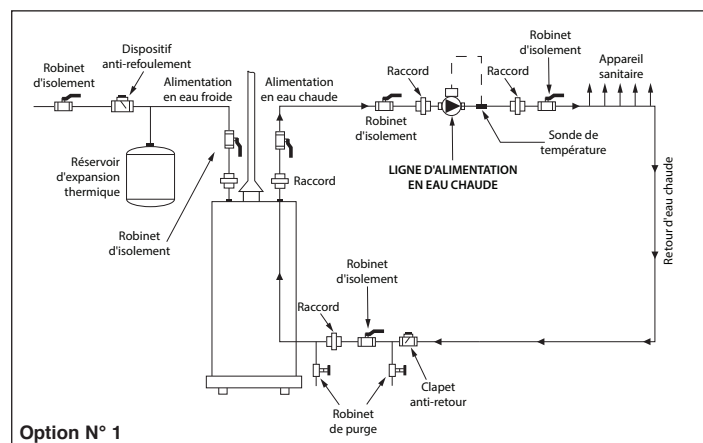 Robinet
d'isolement
Dispositif
anti-refoulement
Alimentation
en eau froide
Alimentation
en eau chaude
Raccord
Robinet
d'isolement
Raccord
Robinet
d'isolement
Appareil
sanitaire
Sonde de
température
LIGNE D'ALIMENTATION
EN EAU CHAUDE
Réservoir
d'expansion
thermique
Raccord
Robinet
d'isolement
Retour d'eau chaude
Robinet
d'isolement
Raccord
Clapet
anti-retour
Robinet
de purge
Option N° 1